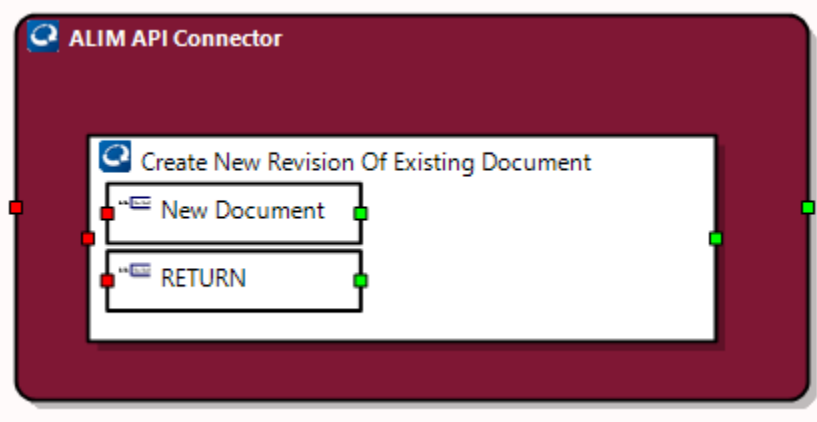 ALIM API Connector
Create New Revision Of Existing Document
New Document
RETURN